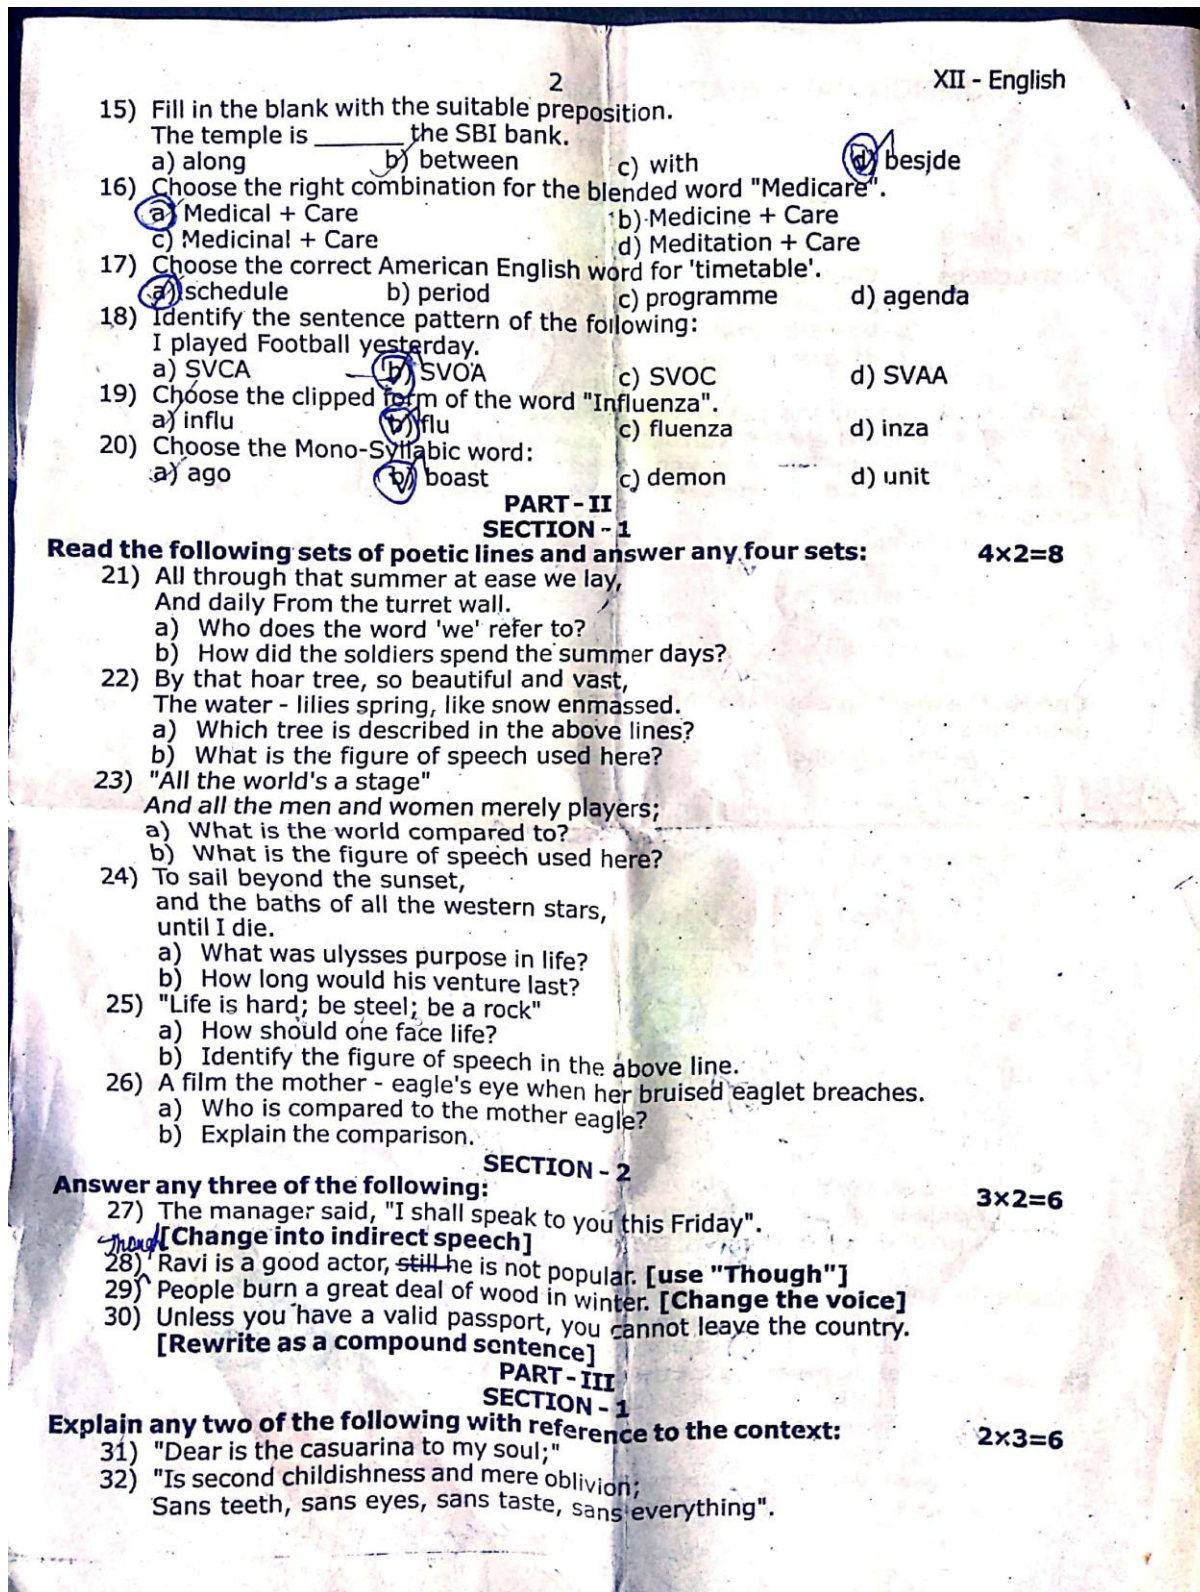 2
XII - English
15) Fill in the blank with the suitable preposition.
The temple is ________ the SBI bank.
a) along b) between c) with d) beside
16) Choose the right combination for the blended word "Medicare".
a) Medical + Care b) Medicine + Care
c) Medicinal + Care d) Meditation + Care
17) Choose the correct American English word for 'timetable'.
a) schedule b) period c) programme d) agenda
18) Identify the sentence pattern of the following:
I played Football yesterday.
a) SVCA b) SVOA c) SVOC d) SVAA
19) Choose the clipped form of the word "Influenza".
a) influ b) flu c) fluenza d) inza
20) Choose the Mono-Syllabic word:
a) ago b) boast c) demon d) unit
PART - II
SECTION - 1
Read the following sets of poetic lines and answer any four sets: 4×2=8
21) All through that summer at ease we lay,
And daily From the turret wall.
a) Who does the word 'we' refer to?
b) How did the soldiers spend the summer days?
22) By that hoar tree, so beautiful and vast,
The water - lilies spring, like snow enmassed.
a) Which tree is described in the above lines?
b) What is the figure of speech used here?
23) "All the world's a stage"
And all the men and women merely players;
a) What is the world compared to?
b) What is the figure of speech used here?
24) To sail beyond the sunset,
and the baths of all the western stars,
until I die.
a) What was ulysses purpose in life?
b) How long would his venture last?
25) "Life is hard; be steel; be a rock"
a) How should one face life?
b) Identify the figure of speech in the above line.
26) A film the mother - eagle's eye when her bruised eaglet breaches.
a) Who is compared to the mother eagle?
b) Explain the comparison.
SECTION - 2
Answer any three of the following: 3×2=6
27) The manager said, "I shall speak to you this Friday".
[Change into indirect speech]
Though
28) Ravi is a good actor, still he is not popular. [use "Though"]
29) People burn a great deal of wood in winter. [Change the voice]
30) Unless you have a valid passport, you cannot leave the country.
[Rewrite as a compound sentence]
PART - III
SECTION - 1
Explain any two of the following with reference to the context: 2×3=6
31) "Dear is the casuarina to my soul;"
32) "Is second childishness and mere oblivion;
Sans teeth, sans eyes, sans taste, sans everything".